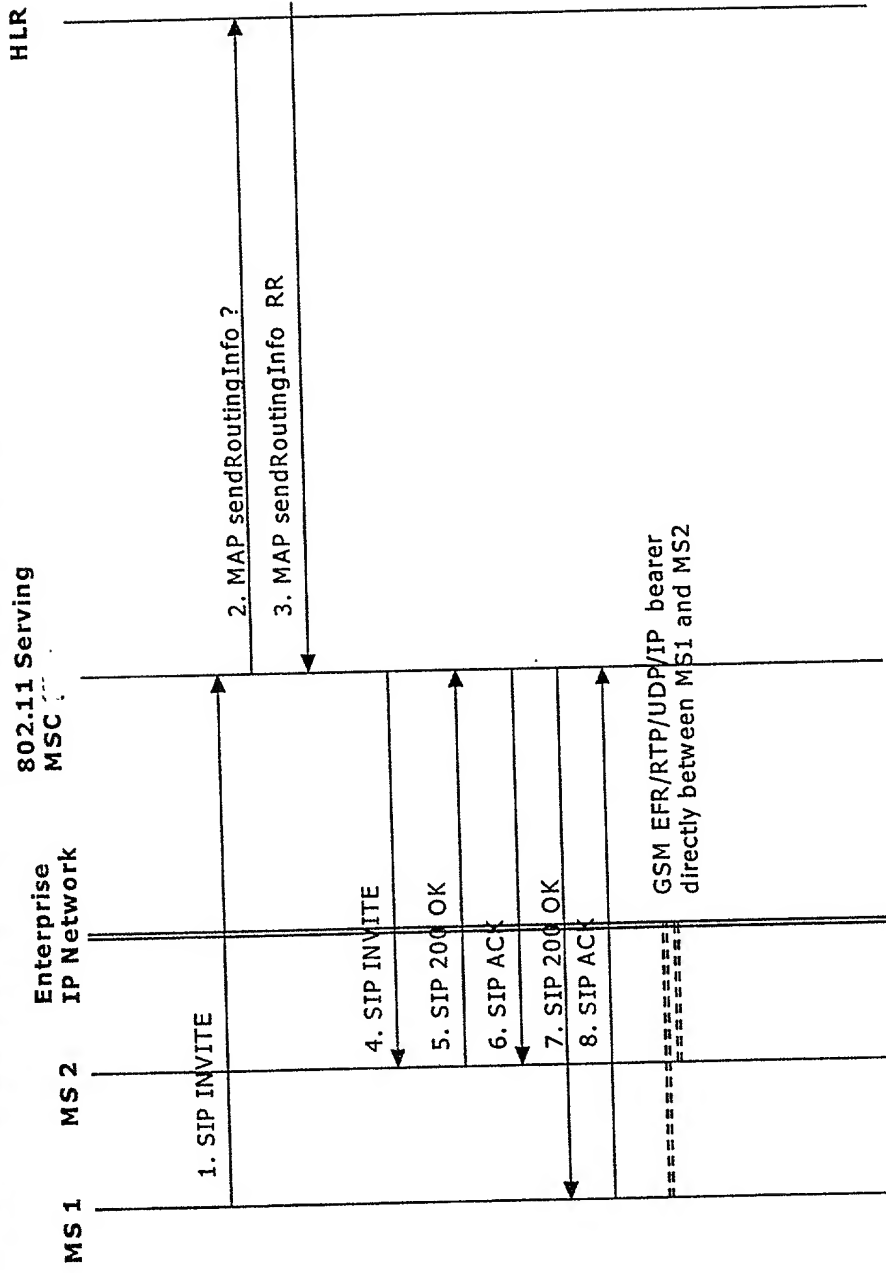 MS 1
MS 2
Enterprise
IP Network
802.11 Serving
MSC
HLR
1. SIP INVITE
2. MAP sendRoutingInfo ?
3. MAP sendRoutingInfo RR
4. SIP INVITE
5. SIP 200 OK
6. SIP ACK
7. SIP 200 OK
8. SIP ACK
GSM EFR/RTP/UDP/IP bearer
directly between MS1 and MS2